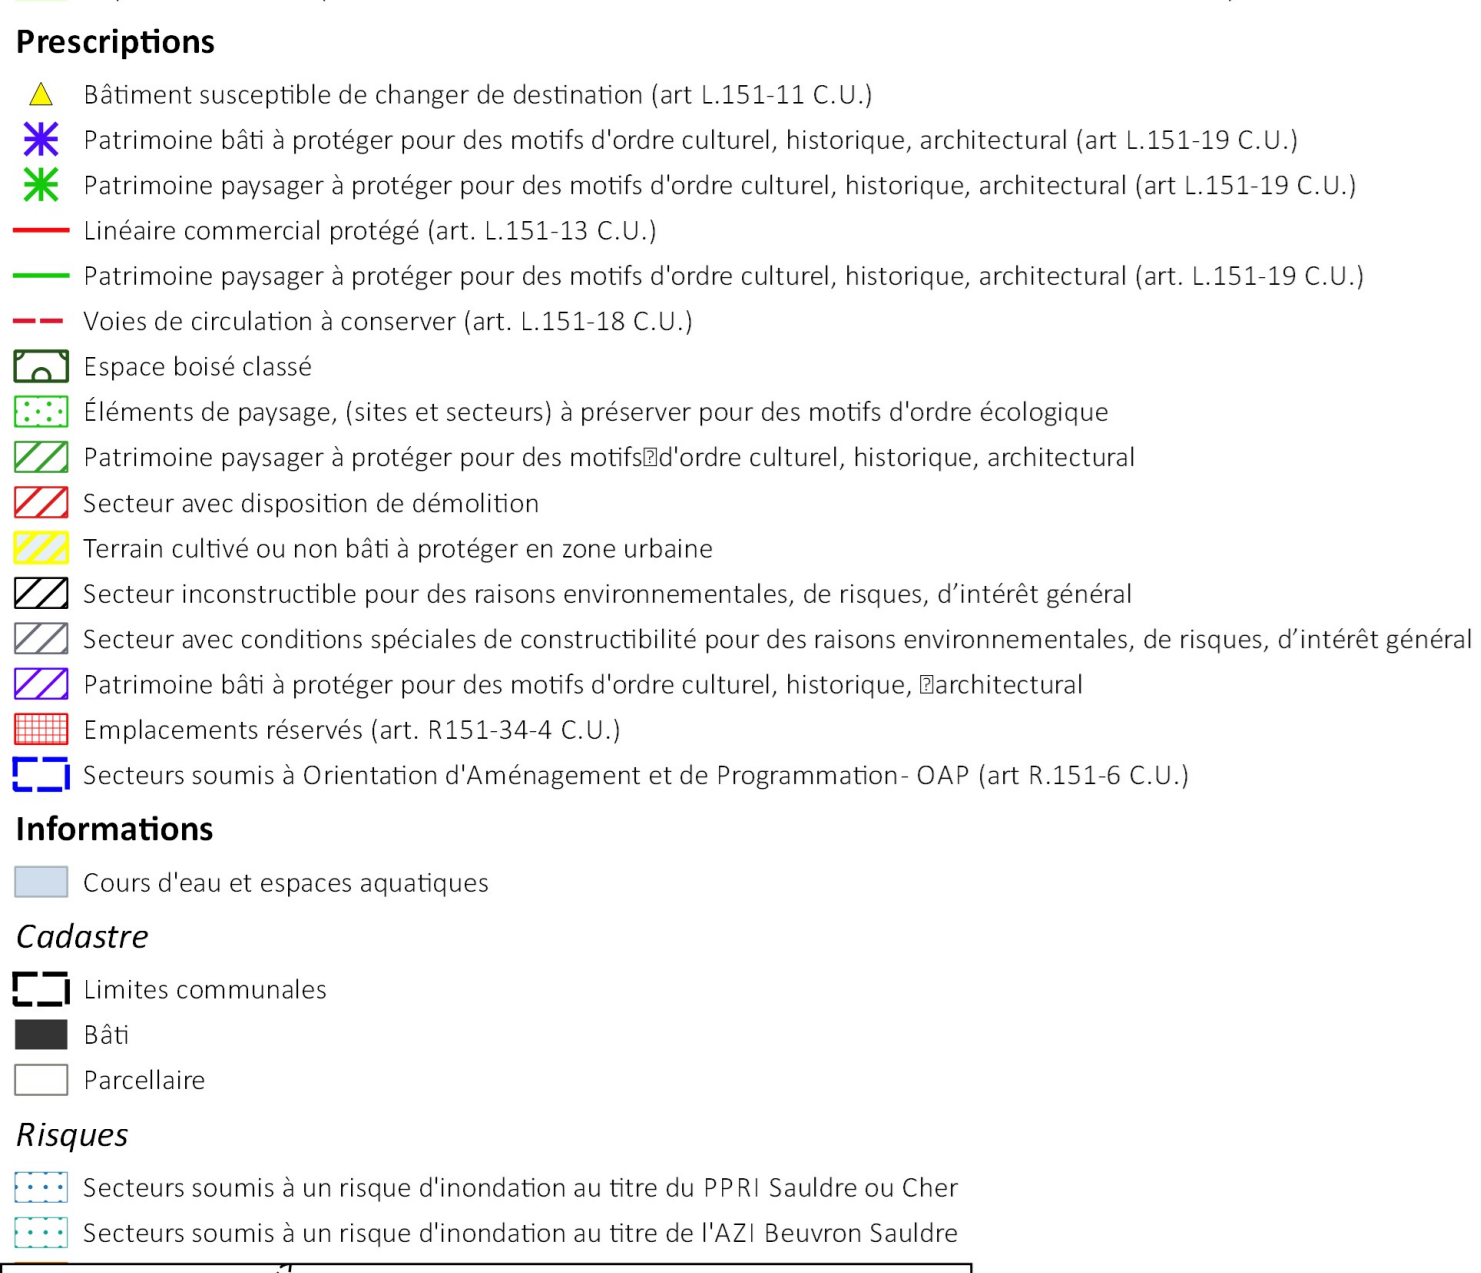 Prescriptions
Bâtiment susceptible de changer de destination (art L.151-11 C.U.)
Patrimoine bâti à protéger pour des motifs d'ordre culturel, historique, architectural (art L.151-19 C.U.)
Patrimoine paysager à protéger pour des motifs d'ordre culturel, historique, architectural (art L.151-19 C.U.)
Linéaire commercial protégé (art. L.151-13 C.U.)
Patrimoine paysager à protéger pour des motifs d'ordre culturel, historique, architectural (art. L.151-19 C.U.)
Voies de circulation à conserver (art. L.151-18 C.U.)
Espace boisé classé
Éléments de paysage, (sites et secteurs) à préserver pour des motifs d'ordre écologique
Patrimoine paysager à protéger pour des motifs�d'ordre culturel, historique, architectural
Secteur avec disposition de démolition
Terrain cultivé ou non bâti à protéger en zone urbaine
Secteur inconstructible pour des raisons environnementales, de risques, d’intérêt général
Secteur avec conditions spéciales de constructibilité pour des raisons environnementales, de risques, d’intérêt général
Patrimoine bâti à protéger pour des motifs d'ordre culturel, historique, �architectural
Emplacements réservés (art. R151-34-4 C.U.)
Secteurs soumis à Orientation d'Aménagement et de Programmation- OAP (art R.151-6 C.U.)
Informations
Cours d'eau et espaces aquatiques
Cadastre
Limites communales
Bâti
Parcellaire
Risques
Secteurs soumis à un risque d'inondation au titre du PPRI Sauldre ou Cher
Secteurs soumis à un risque d'inondation au titre de l'AZI Beuvron Sauldre